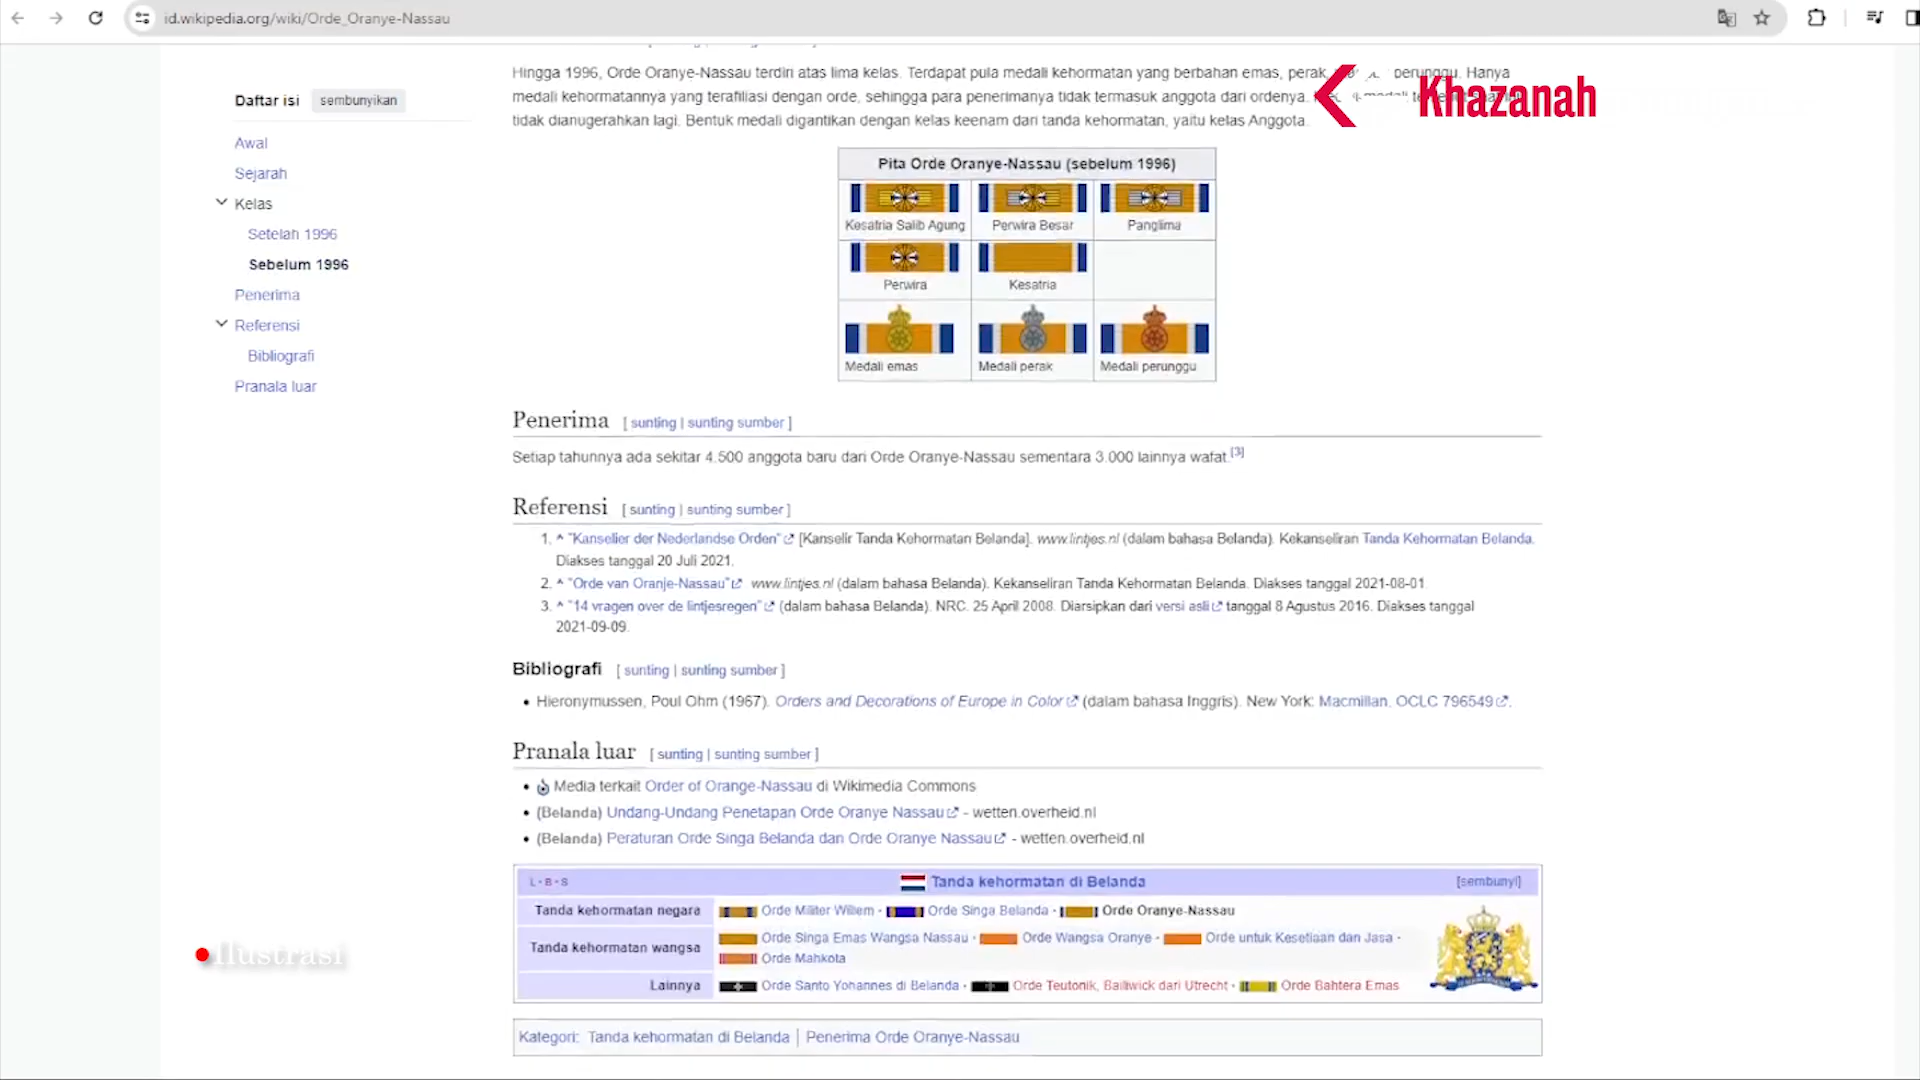 id.wikipedia.org/wiki/Orde_Oranye-Nassau
Khazanah
Daftar isi sembunyikan
Awal
Sejarah
Kelas
Setelah 1996
Sebelum 1996
Penerima
Referensi
Bibliografi
Pranala luar
Hingga 1996, Orde Oranye-Nassau terdiri atas lima kelas. Terdapat pula medali kehormatan yang berbahan emas, perak, perunggu. Hanya
medali kehormatannya yang terafiliasi dengan orde, sehingga para penerimanya tidak termasuk anggota dari ordenya.
tidak dianugerahkan lagi. Bentuk medali digantikan dengan kelas keenam dari tanda kehormatan, yaitu kelas Anggota.
Pita Orde Oranye-Nassau (sebelum 1996)
Kesatria Salib Agung Perwira Besar Panglima
Perwira Kesatria
Medali emas Medali perak Medali perunggu
Penerima [ sunting | sunting sumber ]
Setiap tahunnya ada sekitar 4.500 anggota baru dari Orde Oranye-Nassau sementara 3.000 lainnya wafat.[3]
Referensi [ sunting | sunting sumber ]
1. ^ "Kanselier der Nederlandse Orden" [Kanselir Tanda Kehormatan Belanda]. www.lintjes.nl (dalam bahasa Belanda). Kekanseliran Tanda Kehormatan Belanda.
Diakses tanggal 20 Juli 2021.
2. ^ "Orde van Oranje-Nassau" www.lintjes.nl (dalam bahasa Belanda). Kekanseliran Tanda Kehormatan Belanda. Diakses tanggal 2021-08-01.
3. ^ "14 vragen over de lintjesregen" (dalam bahasa Belanda). NRC. 25 April 2008. Diarsipkan dari versi asli tanggal 8 Agustus 2016. Diakses tanggal
2021-09-09.
Bibliografi [ sunting | sunting sumber ]
• Hieronymussen, Poul Ohm (1967). Orders and Decorations of Europe in Color (dalam bahasa Inggris). New York: Macmillan. OCLC 796549.
Pranala luar [ sunting | sunting sumber ]
• Media terkait Order of Orange-Nassau di Wikimedia Commons
• (Belanda) Undang-Undang Penetapan Orde Oranye Nassau - wetten.overheid.nl
• (Belanda) Peraturan Orde Singa Belanda dan Orde Oranye Nassau - wetten.overheid.nl
L · B · S Tanda kehormatan di Belanda [sembunyi]
Tanda kehormatan negara Orde Militer Willem · Orde Singa Belanda · Orde Oranye-Nassau
Tanda kehormatan wangsa Orde Singa Emas Wangsa Nassau · Orde Wangsa Oranye · Orde untuk Kesetiaan dan Jasa ·
Orde Mahkota
Lainnya Orde Santo Yohannes di Belanda · Orde Teutonik, Bailiwick dari Utrecht · Orde Bahtera Emas
Kategori: Tanda kehormatan di Belanda | Penerima Orde Oranye-Nassau
Ilustrasi